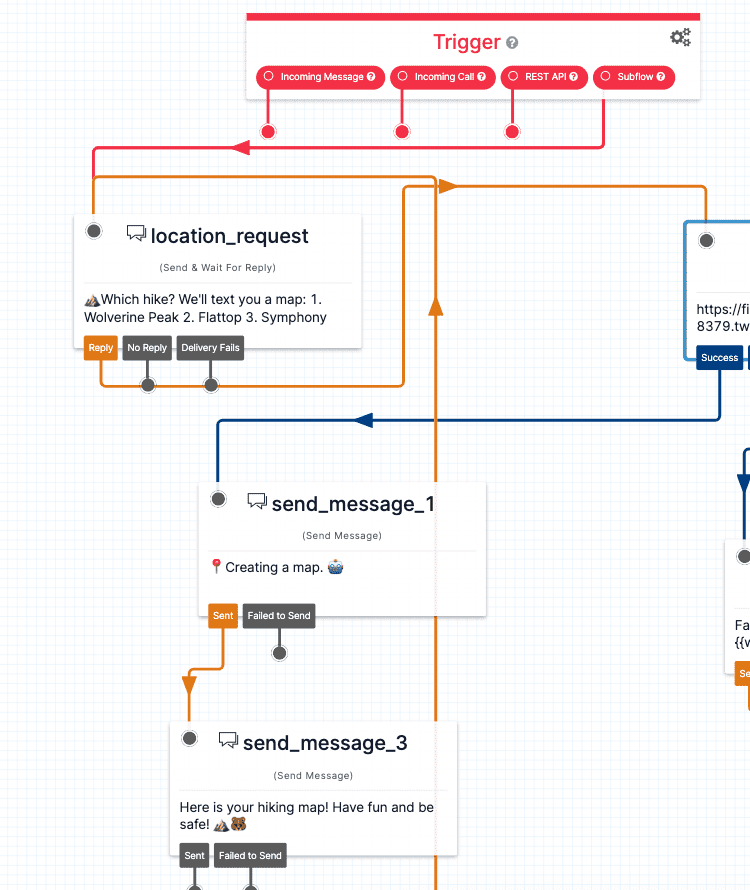 Trigger
Incoming Message
Incoming Call
REST API
Subflow
location_request
(Send & Wait For Reply)
⛰️Which hike? We'll text you a map: 1.
Wolverine Peak 2. Flattop 3. Symphony
Reply
No Reply
Delivery Fails
https://fi
8379.tw
Success
send_message_1
(Send Message)
📍Creating a map. 🤖
Sent
Failed to Send
Fa
{{w
Se
send_message_3
(Send Message)
Here is your hiking map! Have fun and be
safe! ⛰️🐻
Sent
Failed to Send